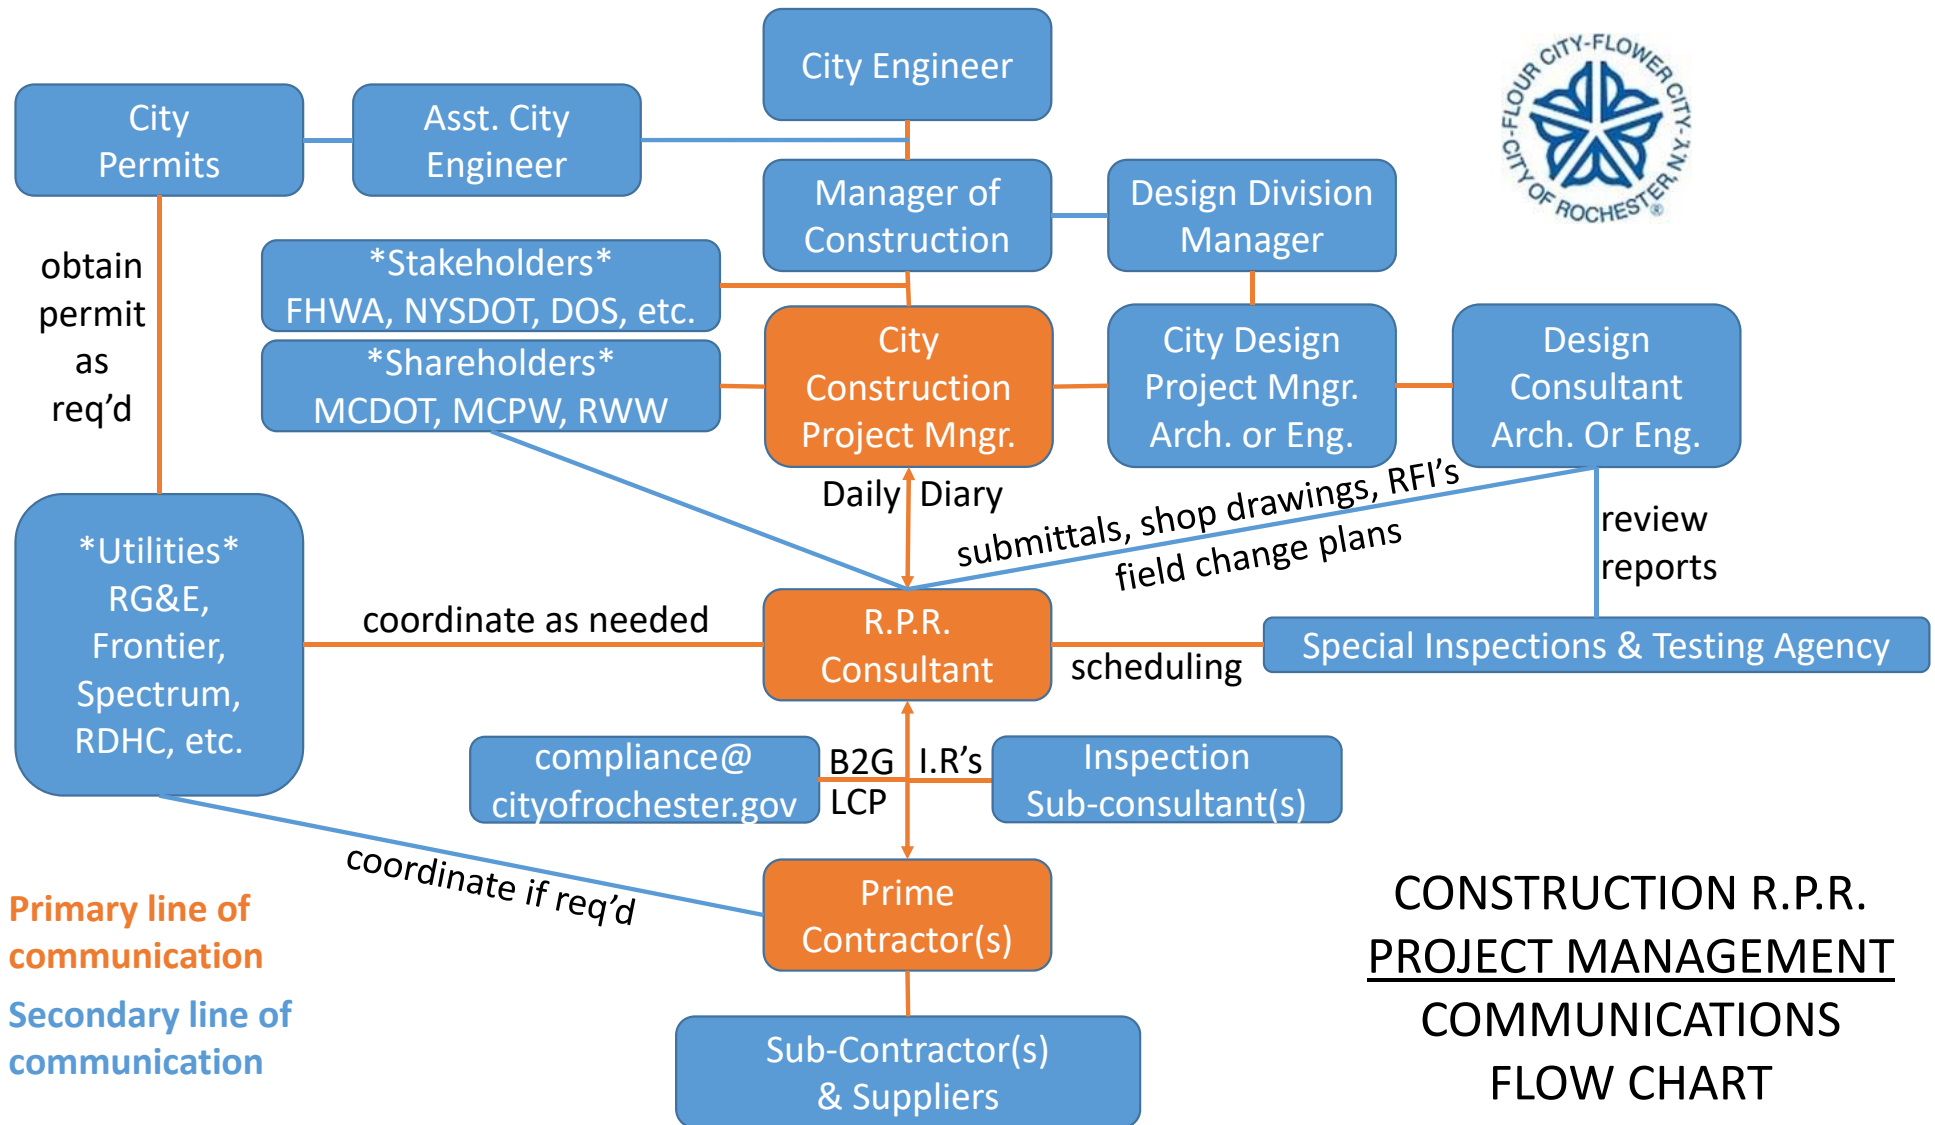 City Engineer
CITY OF ROCHESTER, N.Y.
-FLOUR CITY-FLOWER CITY-
®
City
Permits
Asst. City
Engineer
Manager of
Construction
Design Division
Manager
obtain
permit
as
req’d
*Stakeholders*
FHWA, NYSDOT, DOS, etc.
*Shareholders*
MCDOT, MCPW, RWW
City
Construction
Project Mngr.
City Design
Project Mngr.
Arch. or Eng.
Design
Consultant
Arch. Or Eng.
Daily Diary
submittals, shop drawings, RFI’s
field change plans
review
reports
*Utilities*
RG&E,
Frontier,
Spectrum,
RDHC, etc.
coordinate as needed
R.P.R.
Consultant
scheduling
Special Inspections & Testing Agency
compliance@
cityofrochester.gov
B2G
LCP
I.R’s
Inspection
Sub-consultant(s)
coordinate if req’d
Prime
Contractor(s)
Sub-Contractor(s)
& Suppliers
Primary line of
communication
Secondary line of
communication
CONSTRUCTION R.P.R.
PROJECT MANAGEMENT
COMMUNICATIONS
FLOW CHART